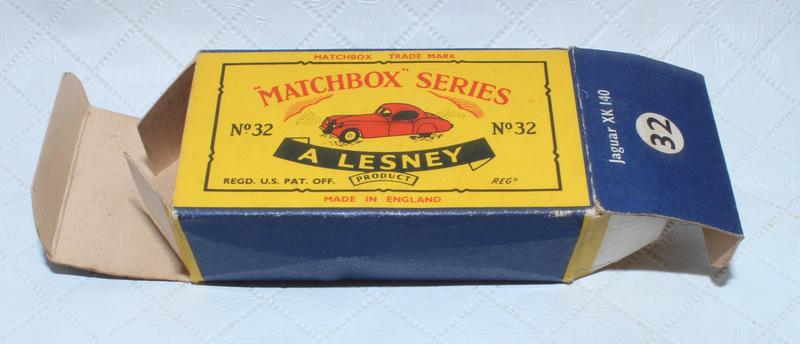 MATCHBOX TRADE MARK
"MATCHBOX" SERIES
Nº32 Nº32
A LESNEY
PRODUCT
REGD. U.S. PAT. OFF. REGD
MADE IN ENGLAND
Jaguar XK 140
32